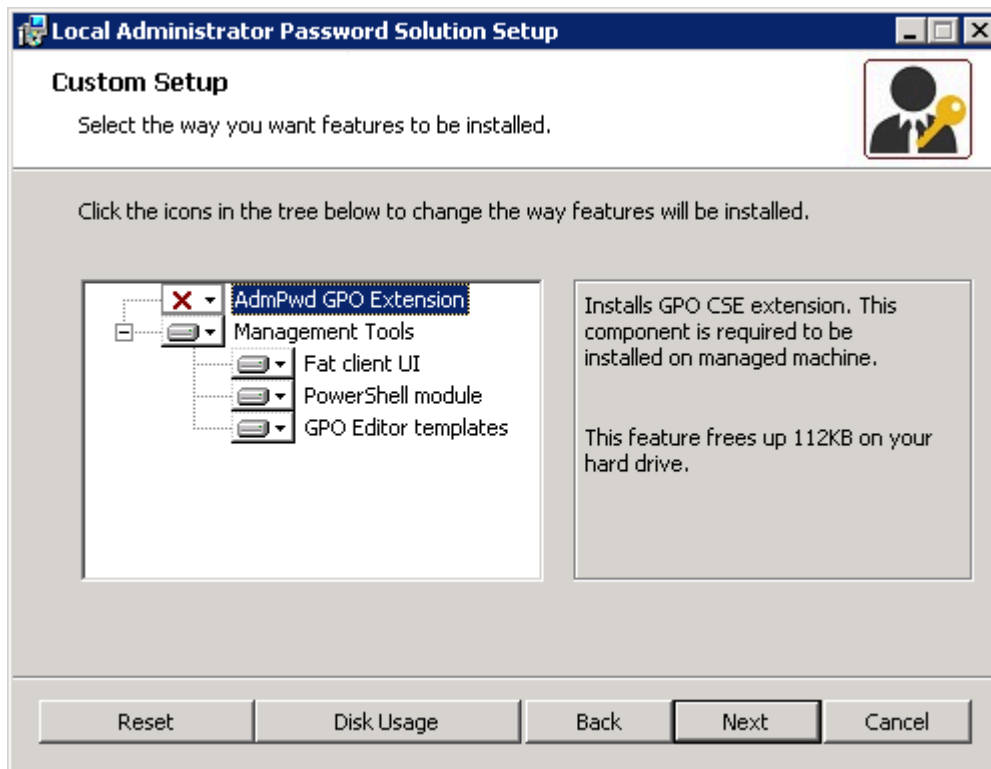 Local Administrator Password Solution Setup
Custom Setup
Select the way you want features to be installed.
Click the icons in the tree below to change the way features will be installed.
AdmPwd GPO Extension
Management Tools
Fat client UI
PowerShell module
GPO Editor templates
Installs GPO CSE extension. This
component is required to be
installed on managed machine.
This feature frees up 112KB on your
hard drive.
Reset
Disk Usage
Back
Next
Cancel